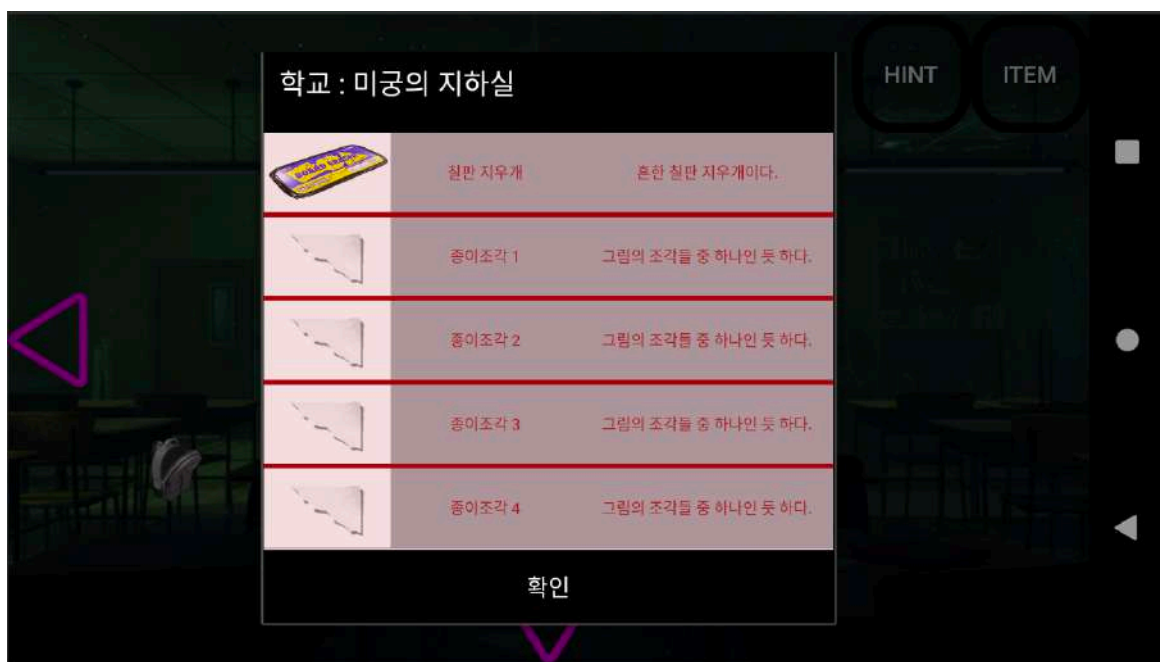 학교 : 미궁의 지하실
HINT
ITEM
칠판 지우개
흔한 칠판 지우개이다.
종이조각 1
그림의 조각들 중 하나인 듯 하다.
종이조각 2
그림의 조각들 중 하나인 듯 하다.
종이조각 3
그림의 조각들 중 하나인 듯 하다.
종이조각 4
그림의 조각들 중 하나인 듯 하다.
확인